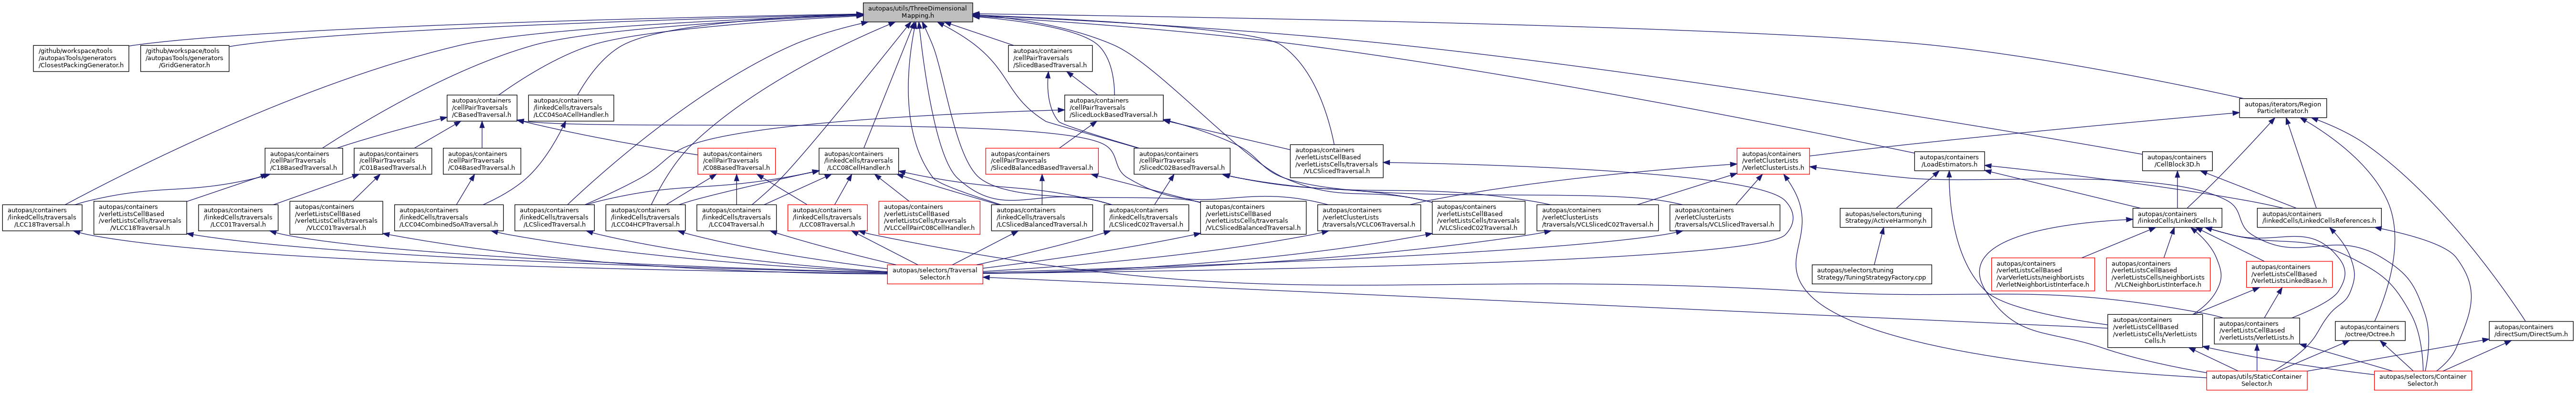 autopas/utils/ThreeDimensional
Mapping.h
/github/workspace/tools
/autopasTools/generators
/ClosestPackingGenerator.h
/github/workspace/tools
/autopasTools/generators
/GridGenerator.h
autopas/containers
/cellPairTraversals
/SlicedBasedTraversal.h
autopas/containers
/cellPairTraversals
/CBasedTraversal.h
autopas/containers
/linkedCells/traversals
/LCC04SoACellHandler.h
autopas/containers
/cellPairTraversals
/SlicedLockBasedTraversal.h
autopas/iterators/Region
ParticleIterator.h
autopas/containers
/cellPairTraversals
/C18BasedTraversal.h
autopas/containers
/cellPairTraversals
/C01BasedTraversal.h
autopas/containers
/cellPairTraversals
/C04BasedTraversal.h
autopas/containers
/cellPairTraversals
/C08BasedTraversal.h
autopas/containers
/linkedCells/traversals
/LCC08CellHandler.h
autopas/containers
/cellPairTraversals
/SlicedBalancedBasedTraversal.h
autopas/containers
/cellPairTraversals
/SlicedC02BasedTraversal.h
autopas/containers
/verletListsCellBased
/verletListsCells/traversals
/VLCSlicedTraversal.h
autopas/containers
/verletClusterLists
/VerletClusterLists.h
autopas/containers
/LoadEstimators.h
autopas/containers
/CellBlock3D.h
autopas/containers
/linkedCells/traversals
/LCC18Traversal.h
autopas/containers
/verletListsCellBased
/verletListsCells/traversals
/VLCC18Traversal.h
autopas/containers
/linkedCells/traversals
/LCC01Traversal.h
autopas/containers
/verletListsCellBased
/verletListsCells/traversals
/VLCC01Traversal.h
autopas/containers
/linkedCells/traversals
/LCC04CombinedSoATraversal.h
autopas/containers
/linkedCells/traversals
/LCSlicedTraversal.h
autopas/containers
/linkedCells/traversals
/LCC04HCPTraversal.h
autopas/containers
/linkedCells/traversals
/LCC04Traversal.h
autopas/containers
/linkedCells/traversals
/LCC08Traversal.h
autopas/containers
/verletListsCellBased
/verletListsCells/traversals
/VLCCellPairC08CellHandler.h
autopas/containers
/linkedCells/traversals
/LCSlicedBalancedTraversal.h
autopas/containers
/linkedCells/traversals
/LCSlicedC02Traversal.h
autopas/containers
/verletListsCellBased
/verletListsCells/traversals
/VLCSlicedBalancedTraversal.h
autopas/containers
/verletClusterLists
/traversals/VCLC06Traversal.h
autopas/containers
/verletListsCellBased
/verletListsCells/traversals
/VLCSlicedC02Traversal.h
autopas/containers
/verletClusterLists
/traversals/VCLSlicedC02Traversal.h
autopas/containers
/verletClusterLists
/traversals/VCLSlicedTraversal.h
autopas/selectors/tuning
Strategy/ActiveHarmony.h
autopas/containers
/linkedCells/LinkedCells.h
autopas/containers
/linkedCells/LinkedCellsReferences.h
autopas/selectors/Traversal
Selector.h
autopas/selectors/tuning
Strategy/TuningStrategyFactory.cpp
autopas/containers
/verletListsCellBased
/varVerletLists/neighborLists
/VerletNeighborListInterface.h
autopas/containers
/verletListsCellBased
/verletListsCells/neighborLists
/VLCNeighborListInterface.h
autopas/containers
/verletListsCellBased
/VerletListsLinkedBase.h
autopas/containers
/verletListsCellBased
/verletListsCells/VerletLists
Cells.h
autopas/containers
/verletListsCellBased
/verletLists/VerletLists.h
autopas/containers
/octree/Octree.h
autopas/containers
/directSum/DirectSum.h
autopas/utils/StaticContainer
Selector.h
autopas/selectors/Container
Selector.h